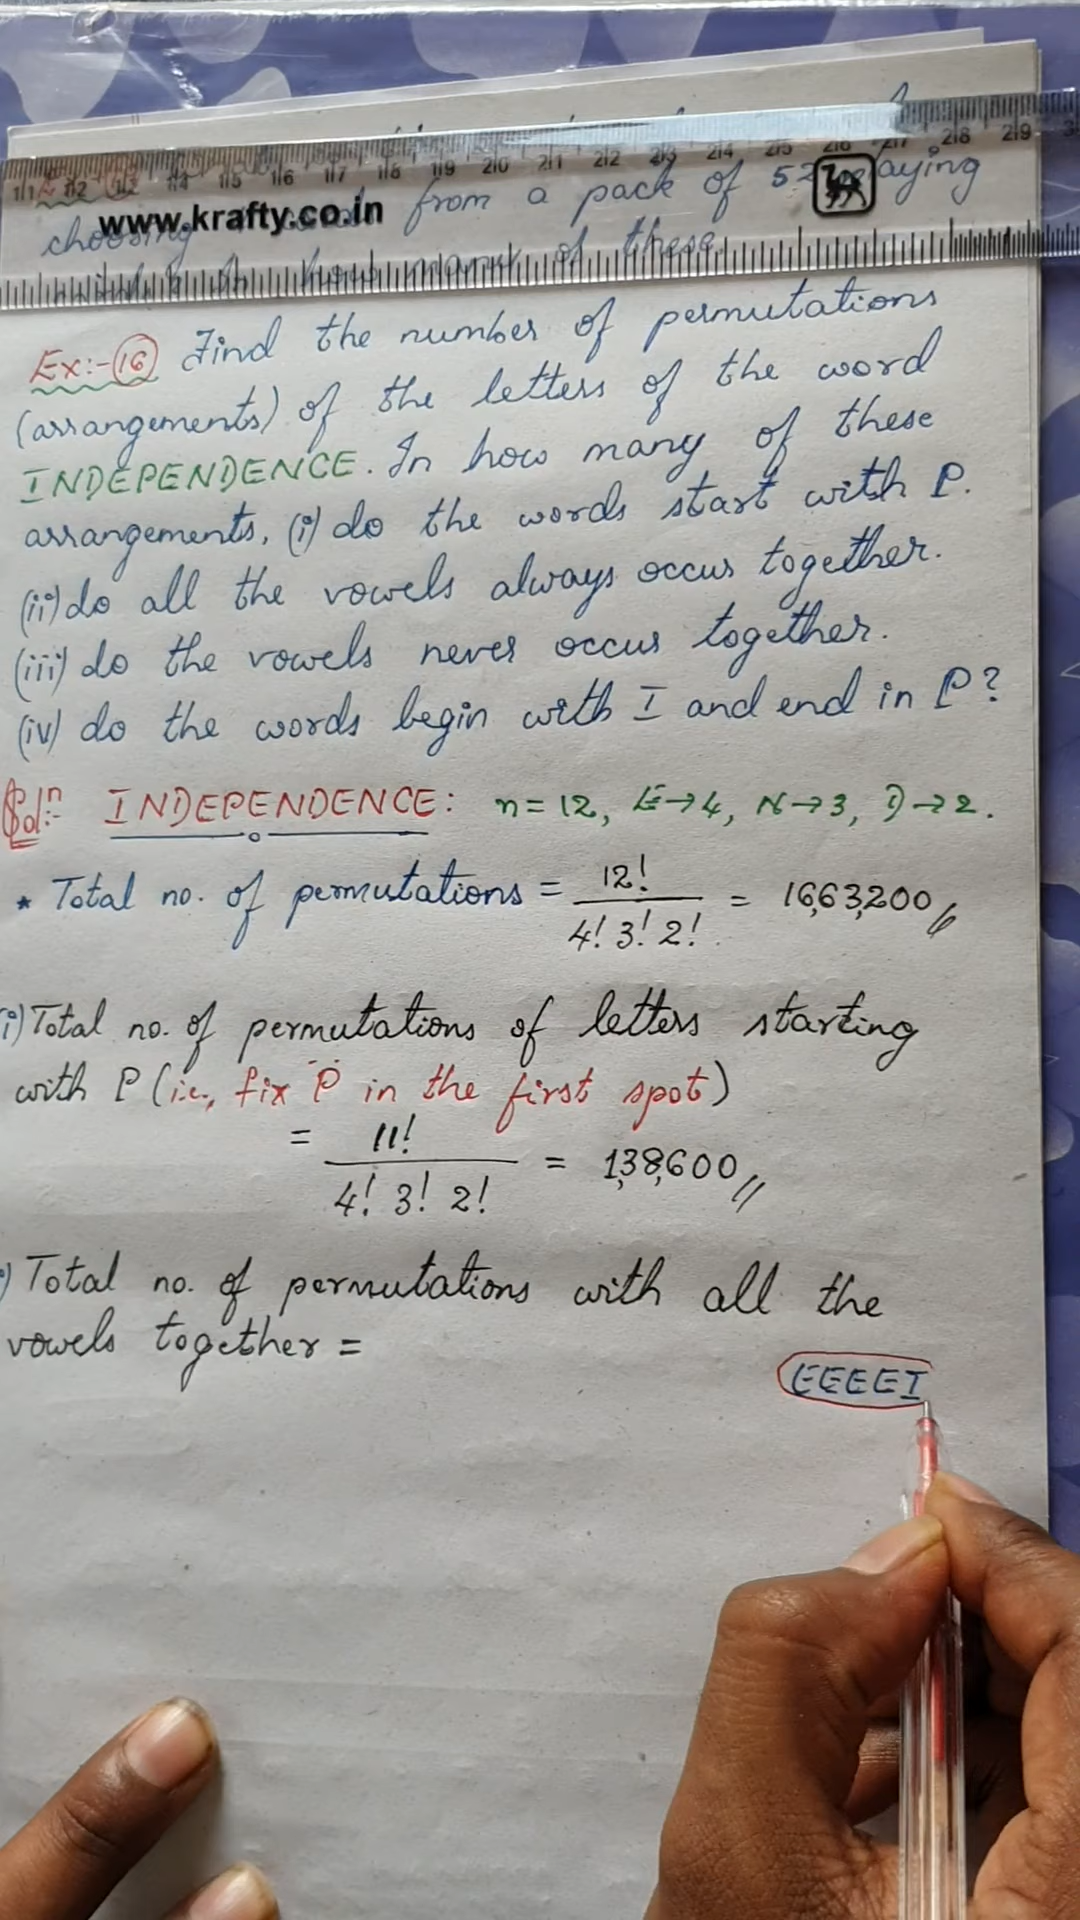 choosing from a pack of 52 playing
www.krafty.co.in
how many of these
Ex:- 16 Find the number of permutations
(arrangements) of the letters of the word
INDEPENDENCE. In how many of these
arrangements, (i) do the words start with P.
(ii) do all the vowels always occur together.
(iii) do the vowels never occur together.
(iv) do the words begin with I and end in P?
Soln:- INDEPENDENCE: n=12, E→4, N→3, D→2.
* Total no. of permutations = 12! / 4! 3! 2! = 16,63,200
i) Total no. of permutations of letters starting
with P (i.e., fix P in the first spot)
= 11! / 4! 3! 2! = 1,38,600
) Total no. of permutations with all the
vowels together =
EEEEI